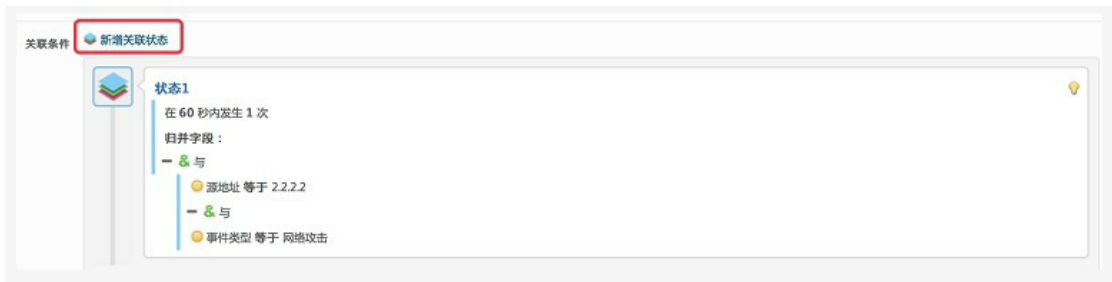 关联条件 新增关联状态
状态1
在 60 秒内发生 1 次
归并字段：
& 与
源地址 等于 2.2.2.2
& 与
事件类型 等于 网络攻击